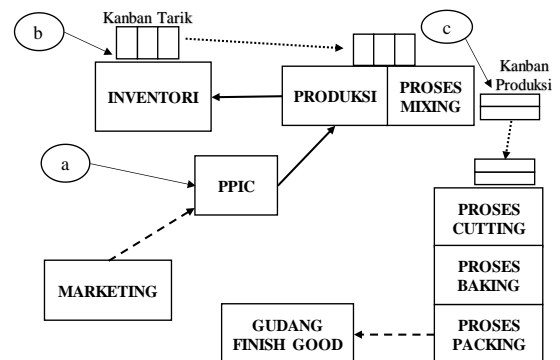 b
Kanban Tarik
c
Kanban
Produksi
INVENTORI
PRODUKSI
PROSES
MIXING
a
PPIC
PROSES
CUTTING
MARKETING
PROSES
BAKING
GUDANG
FINISH GOOD
PROSES
PACKING